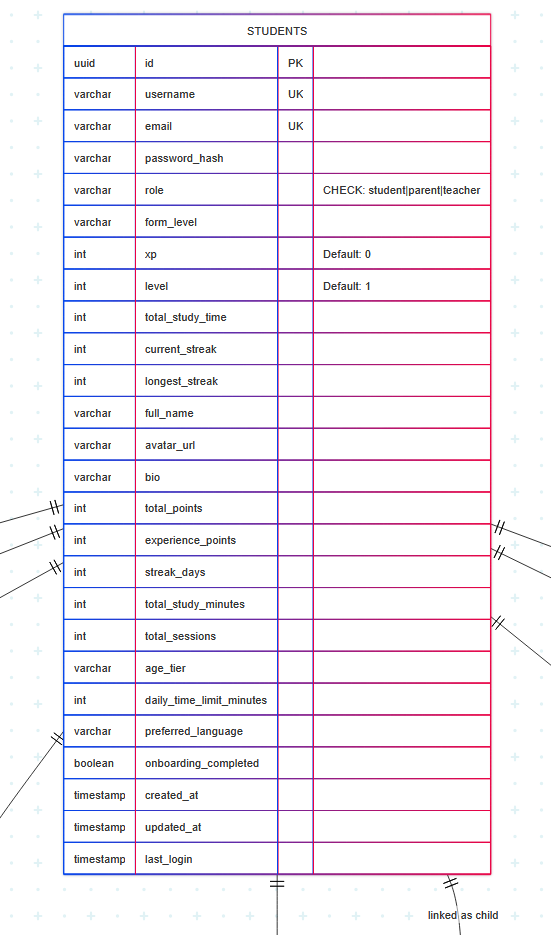 STUDENTS
uuid id PK
varchar username UK
varchar email UK
varchar password_hash
varchar role CHECK: student|parent|teacher
varchar form_level
int xp Default: 0
int level Default: 1
int total_study_time
int current_streak
int longest_streak
varchar full_name
varchar avatar_url
varchar bio
int total_points
int experience_points
int streak_days
int total_study_minutes
int total_sessions
varchar age_tier
int daily_time_limit_minutes
varchar preferred_language
boolean onboarding_completed
timestamp created_at
timestamp updated_at
timestamp last_login
linked as child